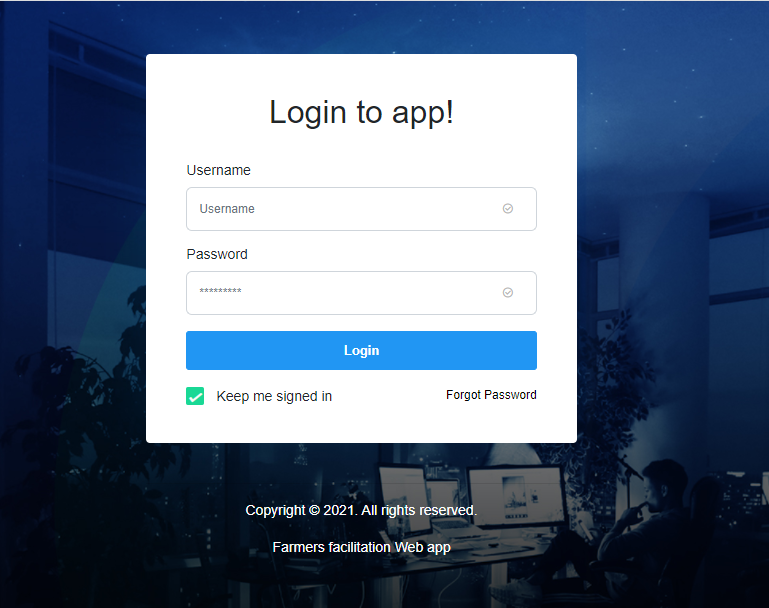 Login to app!
Username
Username
Password
*********
Login
Keep me signed in
Forgot Password
Copyright © 2021. All rights reserved.
Farmers facilitation Web app